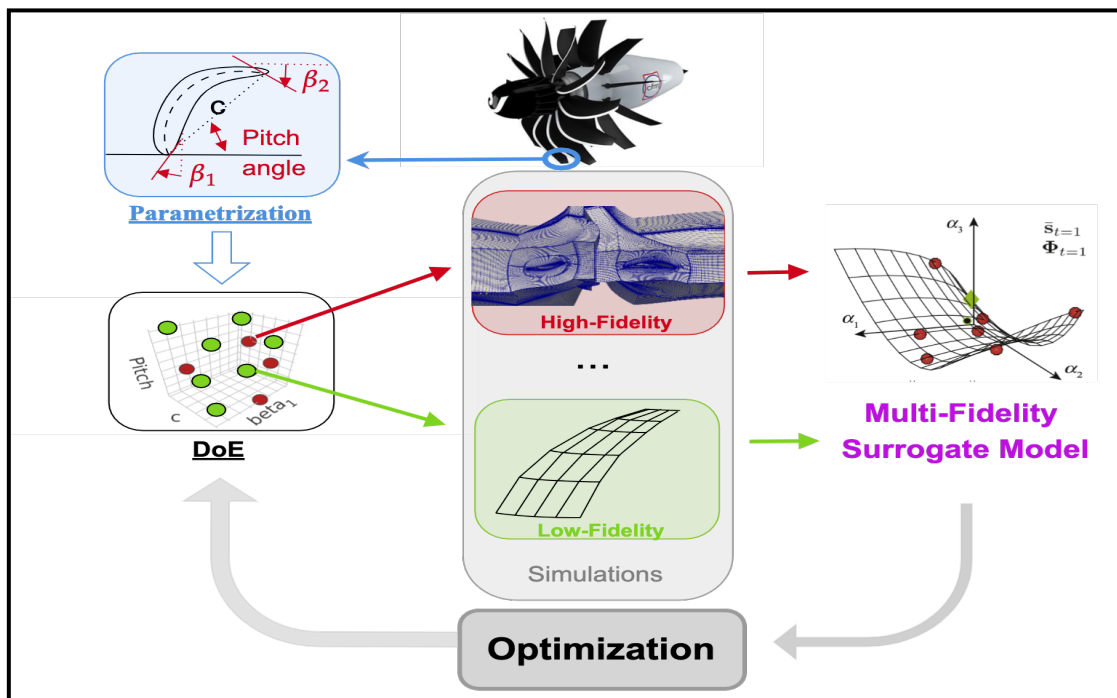 β2
C
Pitch
angle
β1
Parametrization
Pitch
c
beta1
DoE
High-Fidelity
...
Low-Fidelity
Simulations
α3
s̄t=1
Φt=1
α1
α2
Multi-Fidelity
Surrogate Model
Optimization